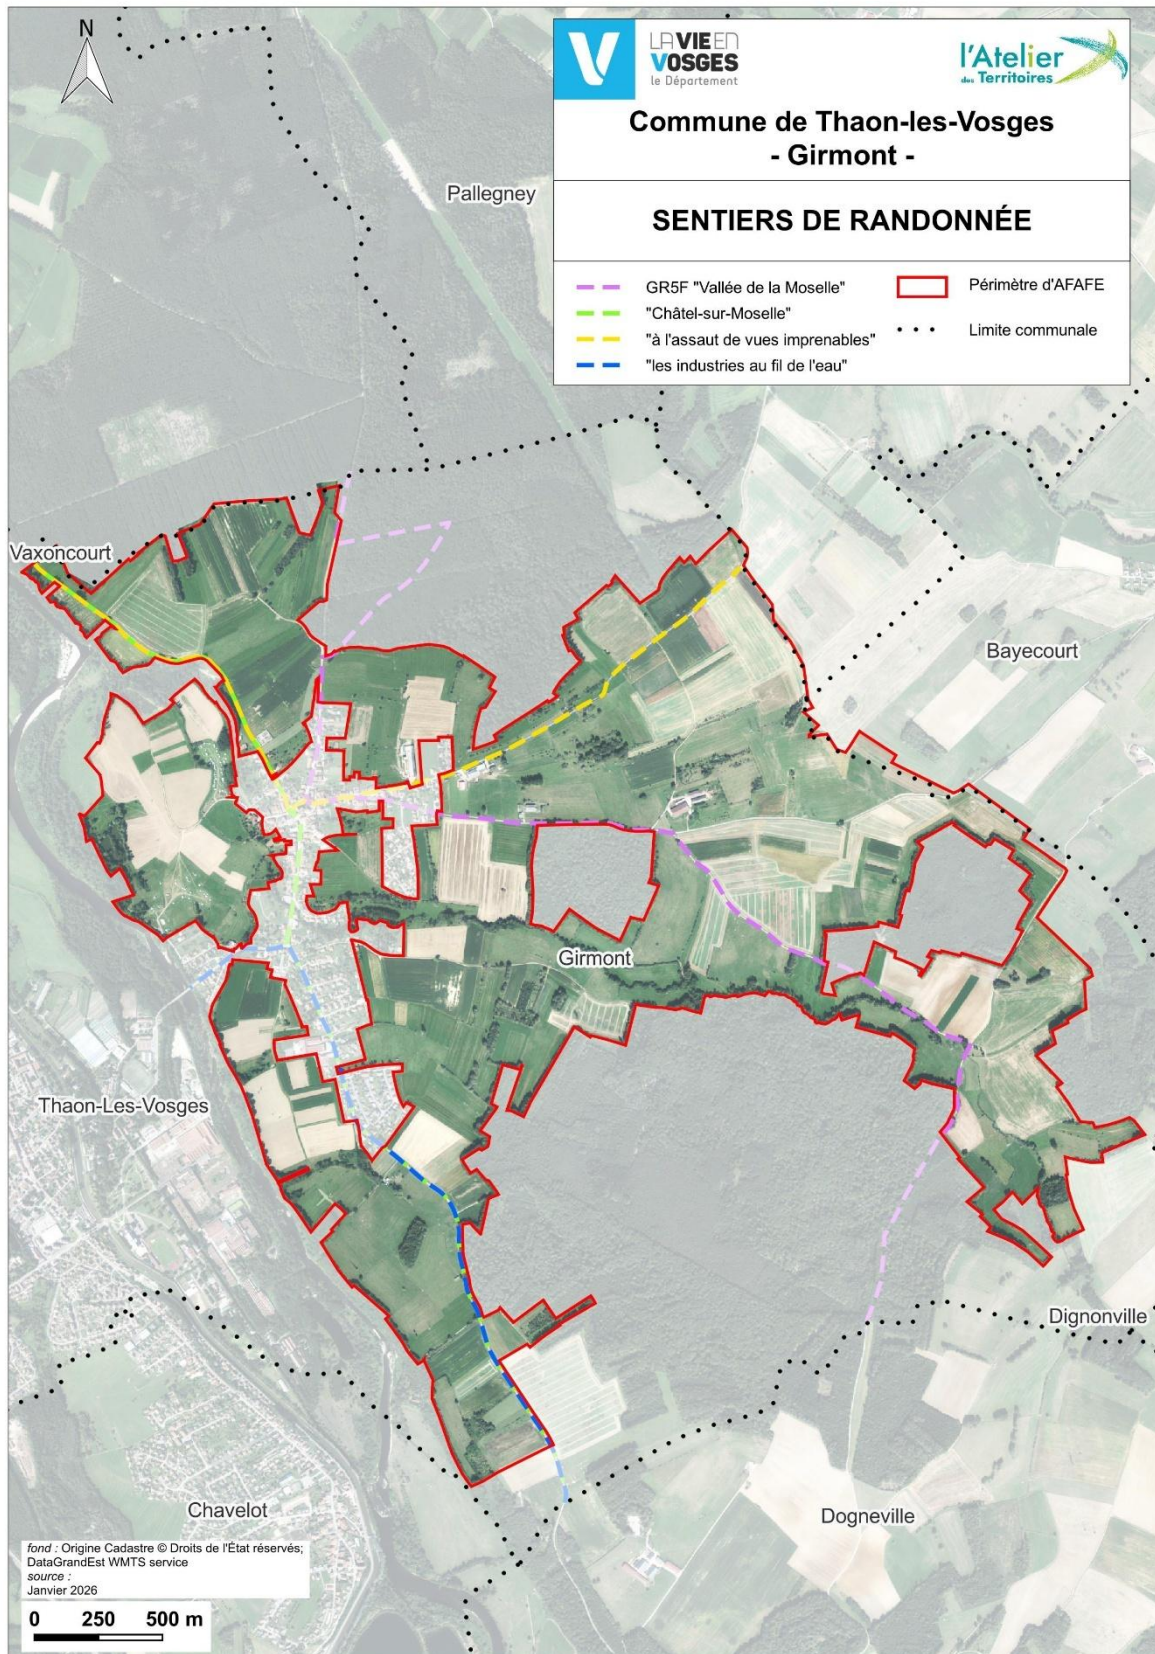 N
LA VIE EN
VOSGES
le Département
l'Atelier
des Territoires
Commune de Thaon-les-Vosges
- Girmont -
SENTIERS DE RANDONNÉE
GR5F "Vallée de la Moselle"
"Châtel-sur-Moselle"
"à l'assaut de vues imprenables"
"les industries au fil de l'eau"
Périmètre d'AFAFE
Limite communale
Pallegney
Vaxoncourt
Bayecourt
Girmont
Thaon-Les-Vosges
Dignonville
Chavelot
Dogneville
fond : Origine Cadastre © Droits de l'État réservés;
DataGrandEst WMTS service
source :
Janvier 2026
0 250 500 m